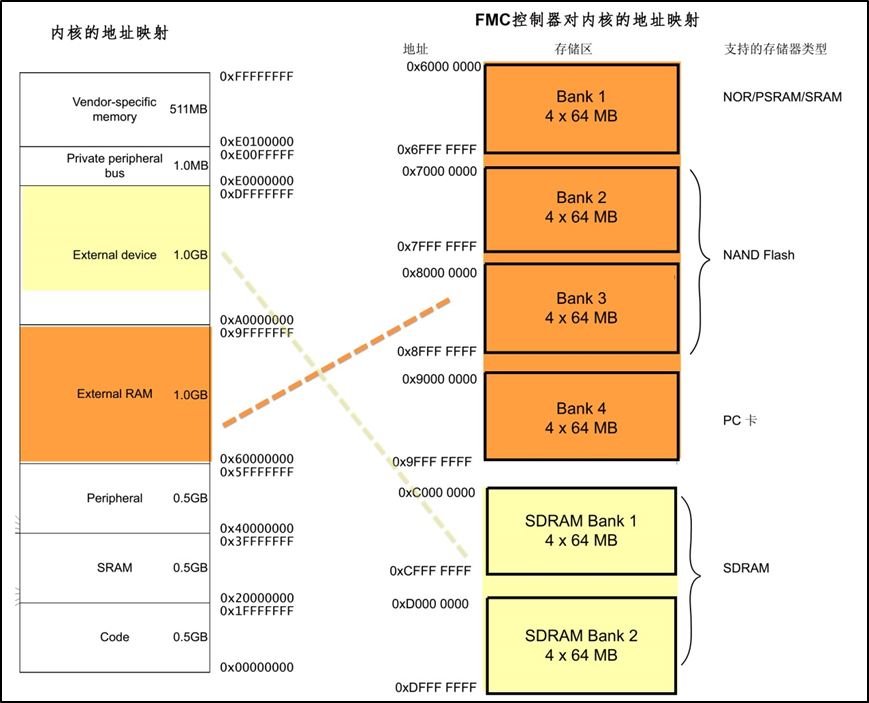 内核的地址映射
0xFFFFFFFF
Vendor-specific
memory
511MB
0xE0100000
0xE00FFFFF
Private peripheral
bus
1.0MB
0xE0000000
0xDFFFFFFF
External device
1.0GB
0xA0000000
0x9FFFFFFF
External RAM
1.0GB
0x60000000
0x5FFFFFFF
Peripheral
0.5GB
0x40000000
0x3FFFFFFF
SRAM
0.5GB
0x20000000
0x1FFFFFFF
Code
0.5GB
0x00000000
FMC控制器对内核的地址映射
地址
存储区
支持的存储器类型
0x6000 0000
Bank 1
4 x 64 MB
NOR/PSRAM/SRAM
0x6FFF FFFF
0x7000 0000
Bank 2
4 x 64 MB
0x7FFF FFFF
NAND Flash
0x8000 0000
Bank 3
4 x 64 MB
0x8FFF FFFF
0x9000 0000
Bank 4
4 x 64 MB
PC 卡
0x9FFF FFFF
0xC000 0000
SDRAM Bank 1
4 x 64 MB
0xCFFF FFFF
SDRAM
0xD000 0000
SDRAM Bank 2
4 x 64 MB
0xDFFF FFFF